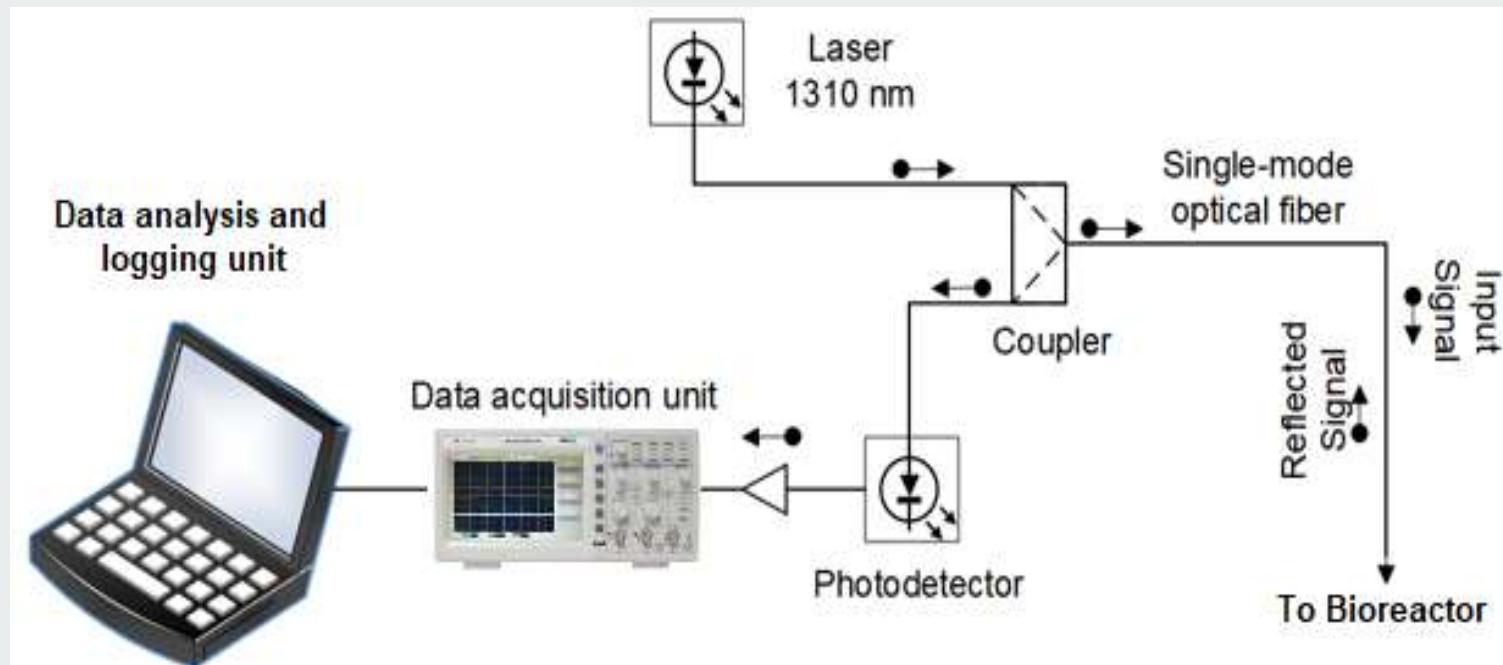 Laser
1310 nm
Single-mode
optical fiber
Data analysis and
logging unit
Input
Signal
Coupler
Reflected
Signal
Data acquisition unit
Photodetector
To Bioreactor